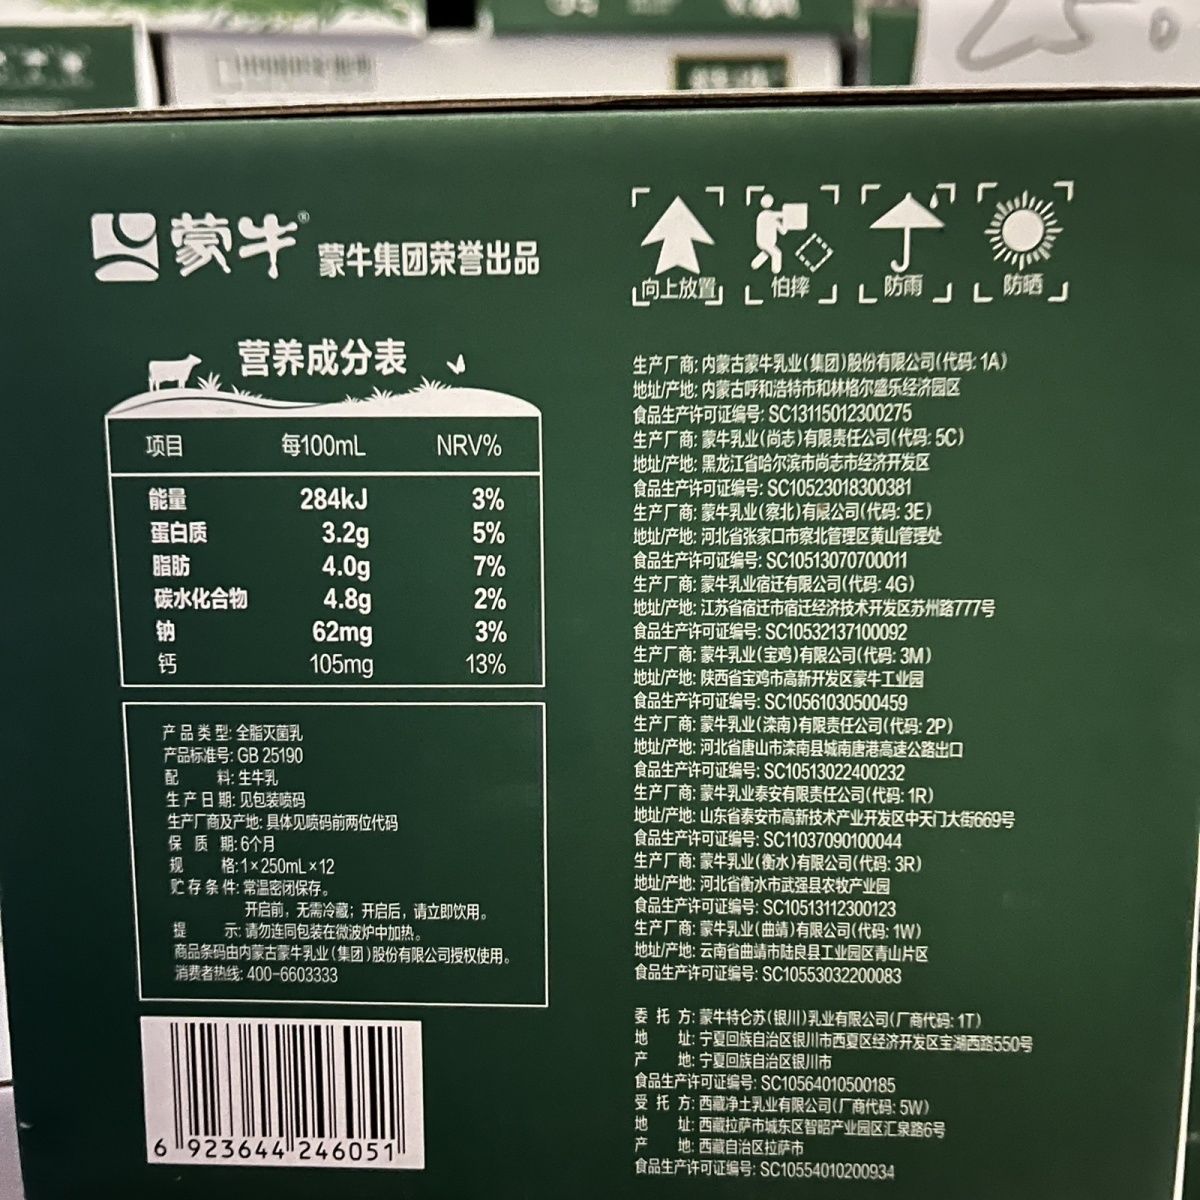 25.
蒙牛®
蒙牛集团荣誉出品
向上放置
怕摔
防雨
防晒
营养成分表
项目 每100mL NRV%
能量 284kJ 3%
蛋白质 3.2g 5%
脂肪 4.0g 7%
碳水化合物 4.8g 2%
钠 62mg 3%
钙 105mg 13%
产品类型: 全脂灭菌乳
产品标准号: GB 25190
配料: 生牛乳
生产日期: 见包装喷码
生产厂商及产地: 具体见喷码前两位代码
保质期: 6个月
规格: 1×250mL×12
贮存条件: 常温密闭保存。
开启前，无需冷藏；开启后，请立即饮用。
提示: 请勿连同包装在微波炉中加热。
商品条码由内蒙古蒙牛乳业(集团)股份有限公司授权使用。
消费者热线: 400-6603333
6 923644 246051
生产厂商: 内蒙古蒙牛乳业(集团)股份有限公司(代码: 1A)
地址/产地: 内蒙古呼和浩特市和林格尔盛乐经济园区
食品生产许可证编号: SC13115012300275
生产厂商: 蒙牛乳业(尚志)有限责任公司(代码: 5C)
地址/产地: 黑龙江省哈尔滨市尚志市经济开发区
食品生产许可证编号: SC10523018300381
生产厂商: 蒙牛乳业(察北)有限公司(代码: 3E)
地址/产地: 河北省张家口市察北管理区黄山管理处
食品生产许可证编号: SC10513070700011
生产厂商: 蒙牛乳业宿迁有限公司(代码: 4G)
地址/产地: 江苏省宿迁市宿迁经济技术开发区苏州路777号
食品生产许可证编号: SC10532137100092
生产厂商: 蒙牛乳业(宝鸡)有限公司(代码: 3M)
地址/产地: 陕西省宝鸡市高新开发区蒙牛工业园
食品生产许可证编号: SC10561030500459
生产厂商: 蒙牛乳业(滦南)有限责任公司(代码: 2P)
地址/产地: 河北省唐山市滦南县城南唐港高速公路出口
食品生产许可证编号: SC10513022400232
生产厂商: 蒙牛乳业泰安有限责任公司(代码: 1R)
地址/产地: 山东省泰安市高新技术产业开发区中天门大街669号
食品生产许可证编号: SC11037090100044
生产厂商: 蒙牛乳业(衡水)有限公司(代码: 3R)
地址/产地: 河北省衡水市武强县农牧产业园
食品生产许可证编号: SC10513112300123
生产厂商: 蒙牛乳业(曲靖)有限公司(代码: 1W)
地址/产地: 云南省曲靖市陆良县工业园区青山片区
食品生产许可证编号: SC10553032200083
委托方: 蒙牛特仑苏(银川)乳业有限公司(厂商代码: 1T)
地址: 宁夏回族自治区银川市西夏区经济开发区宝湖西路550号
产地: 宁夏回族自治区银川市
食品生产许可证编号: SC10564010500185
受托方: 西藏净土乳业有限公司(厂商代码: 5W)
地址: 西藏拉萨市城东区智昭产业园区汇泉路6号
产地: 西藏自治区拉萨市
食品生产许可证编号: SC10554010200934